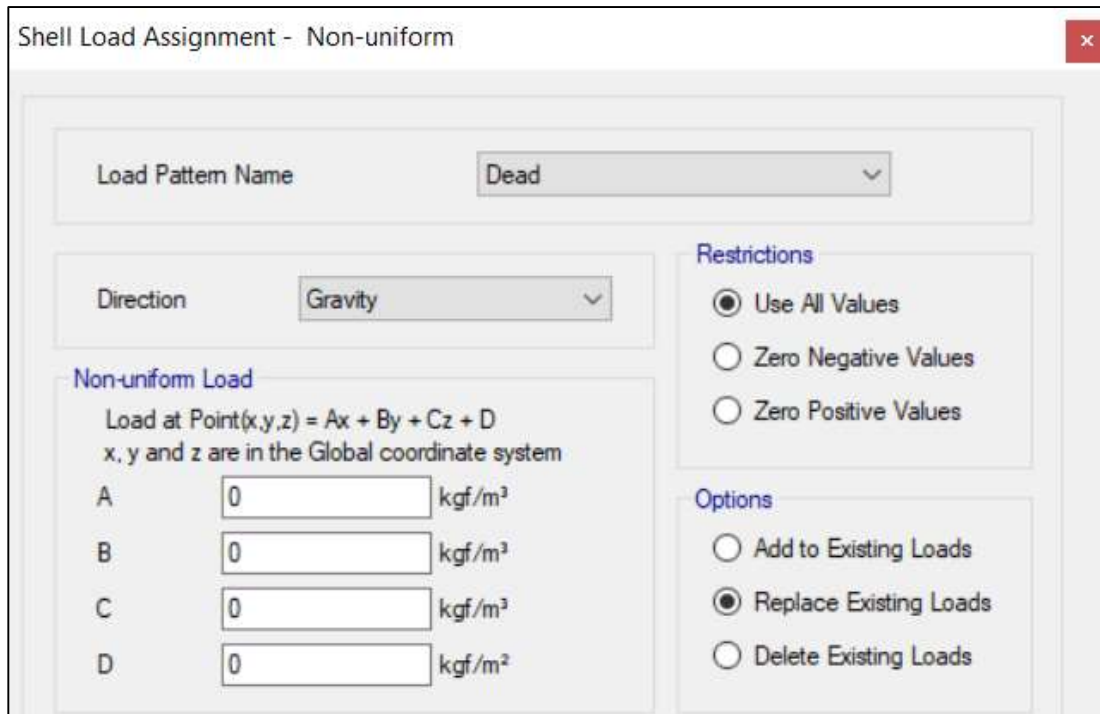 Shell Load Assignment - Non-uniform
Load Pattern Name
Dead
Direction
Gravity
Restrictions
Use All Values
Zero Negative Values
Zero Positive Values
Non-uniform Load
Load at Point(x,y,z) = Ax + By + Cz + D
x, y and z are in the Global coordinate system
A 0 kgf/m³
B 0 kgf/m³
C 0 kgf/m³
D 0 kgf/m²
Options
Add to Existing Loads
Replace Existing Loads
Delete Existing Loads